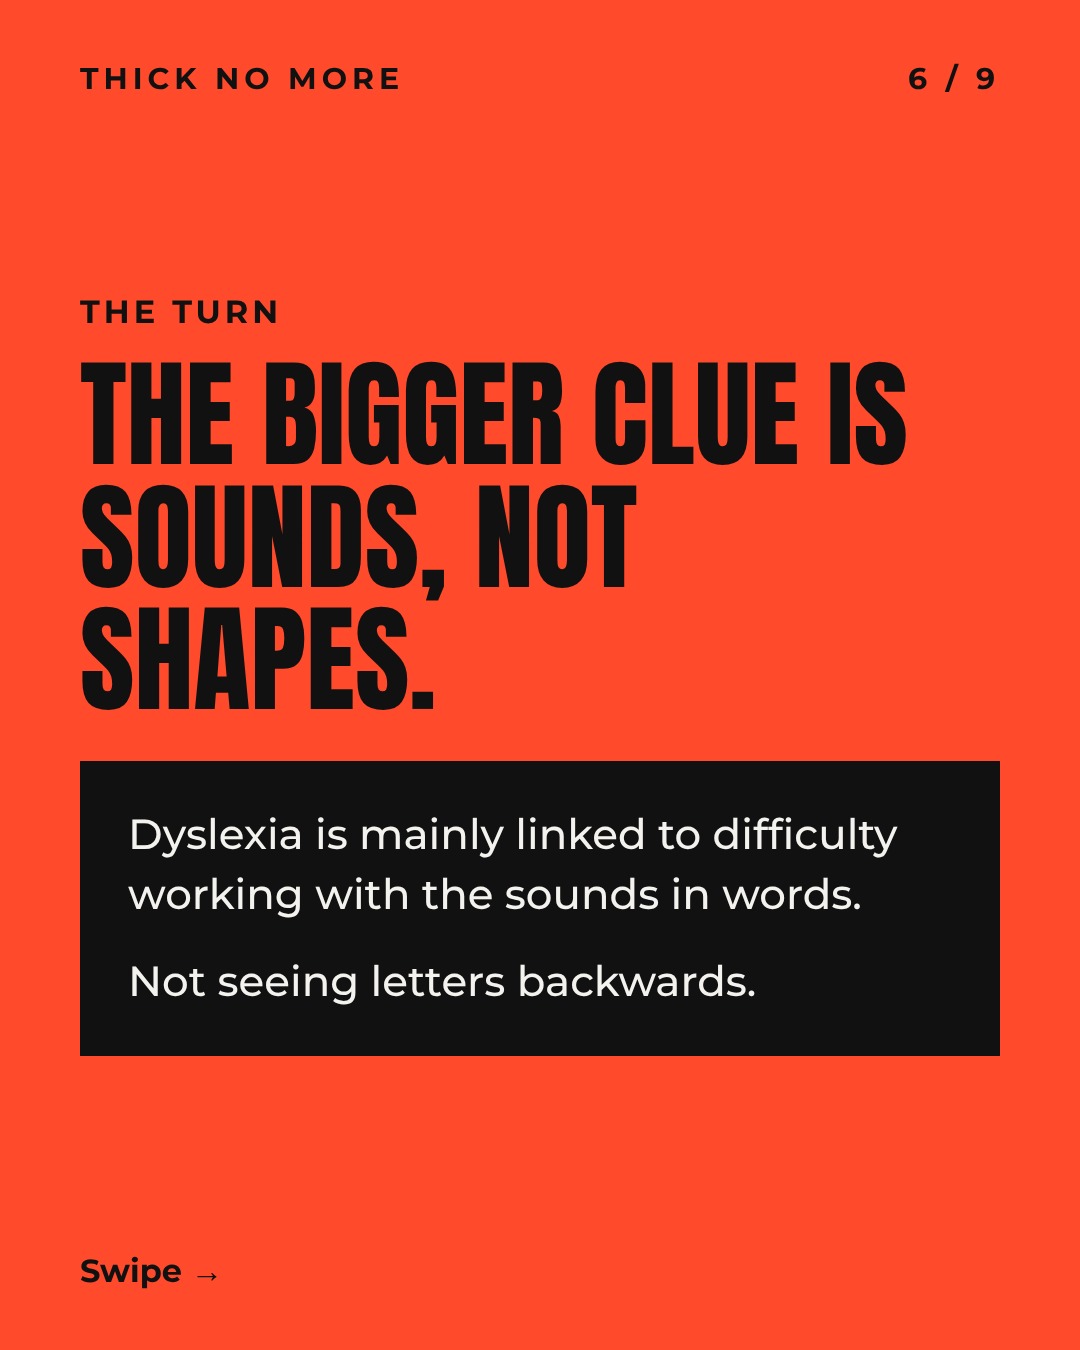 THICK NO MORE
6 / 9
THE TURN
THE BIGGER CLUE IS
SOUNDS, NOT
SHAPES.
Dyslexia is mainly linked to difficulty
working with the sounds in words.
Not seeing letters backwards.
Swipe →